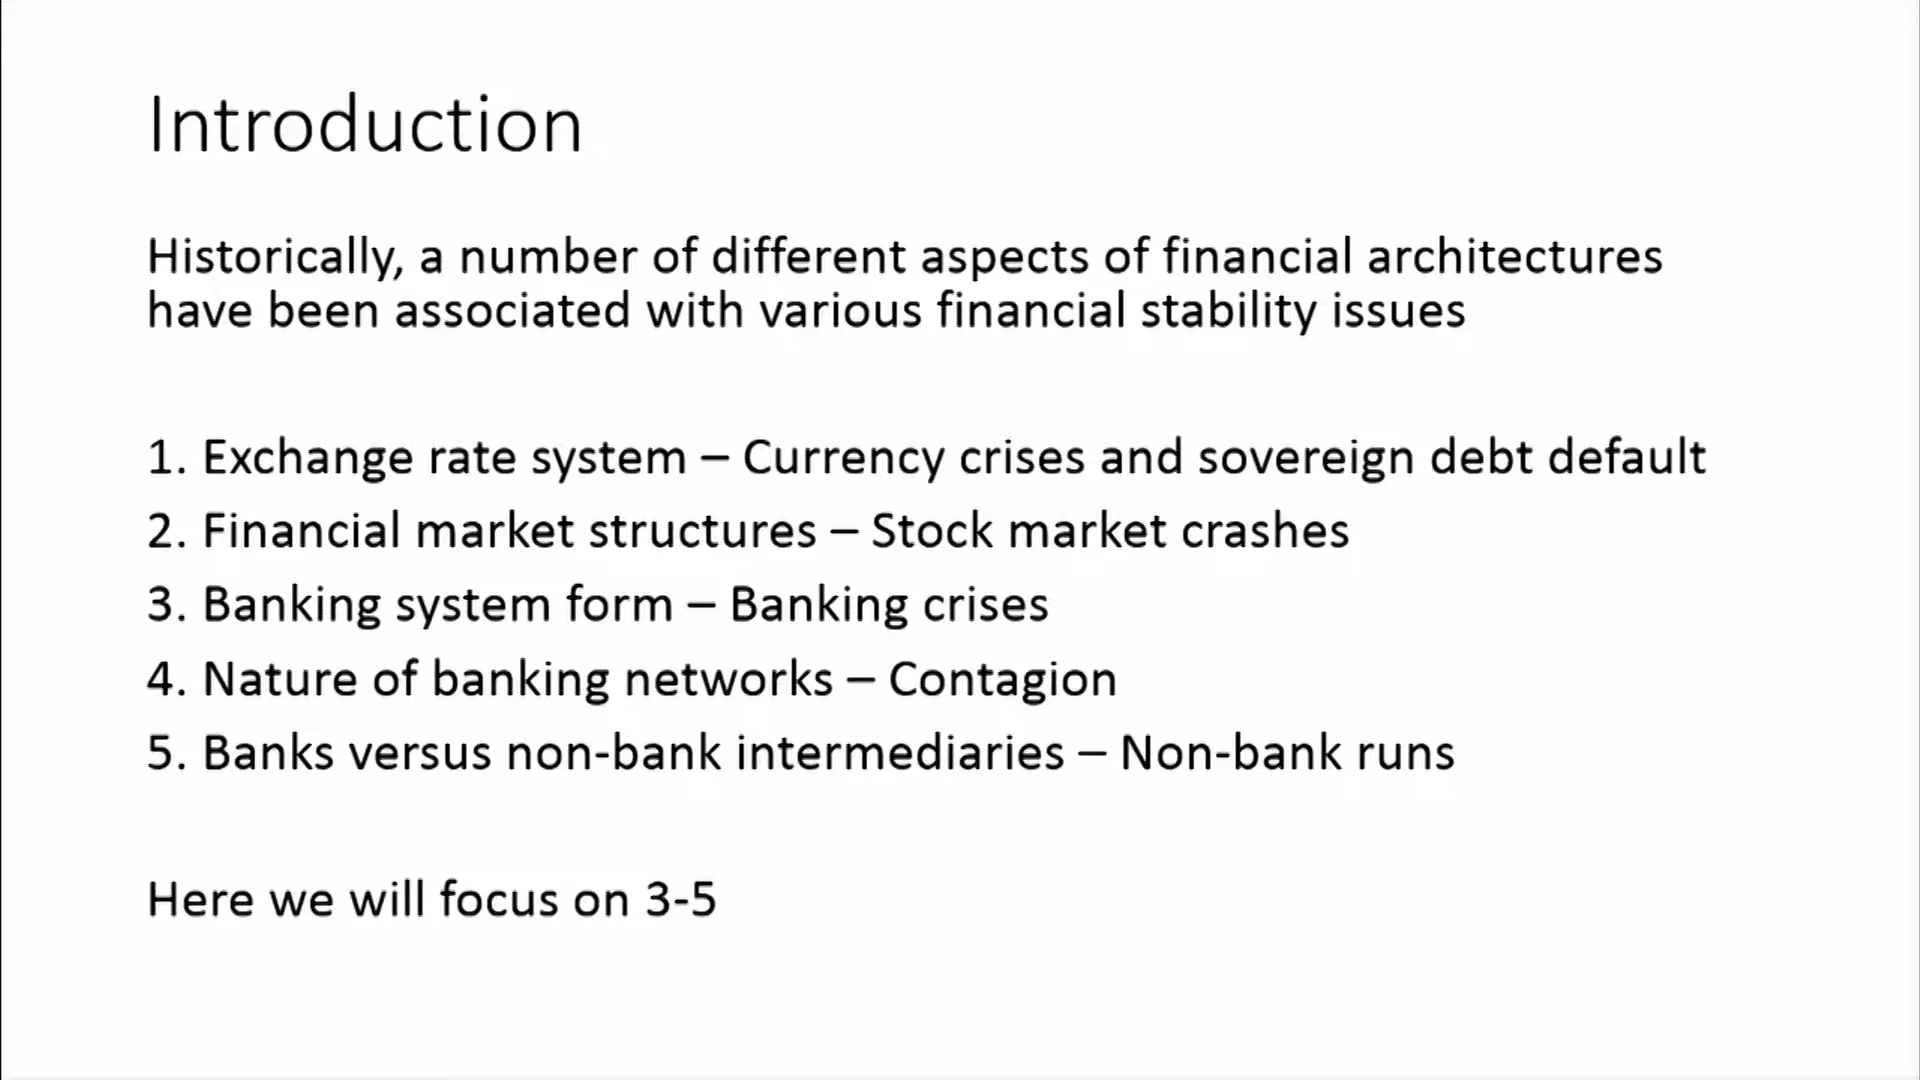 Introduction
Historically, a number of different aspects of financial architectures
have been associated with various financial stability issues
1. Exchange rate system – Currency crises and sovereign debt default
2. Financial market structures – Stock market crashes
3. Banking system form – Banking crises
4. Nature of banking networks – Contagion
5. Banks versus non-bank intermediaries – Non-bank runs
Here we will focus on 3-5